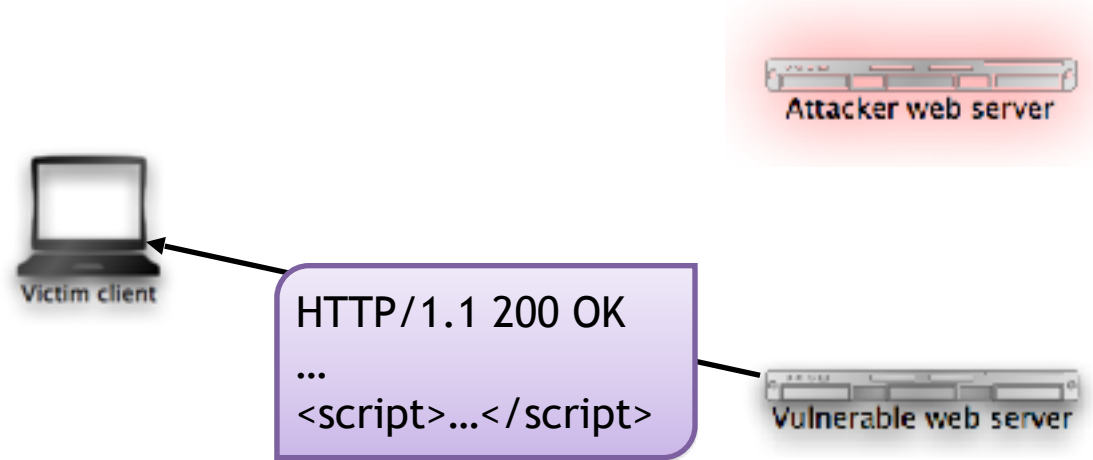 Attacker web server
Victim client
HTTP/1.1 200 OK
…
<script>…</script>
Vulnerable web server